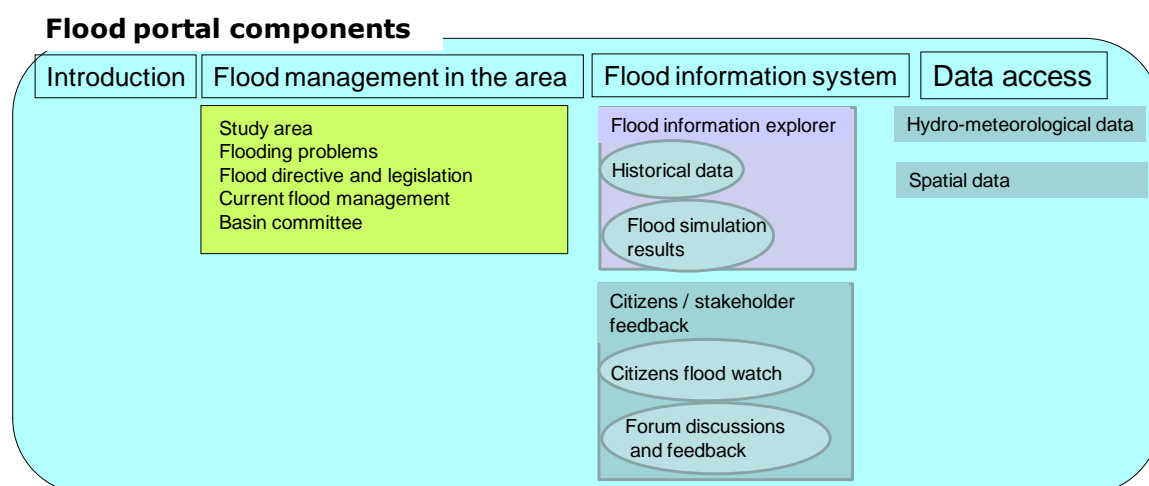 Flood portal components
Introduction
Flood management in the area
Flood information system
Data access
Study area
Flooding problems
Flood directive and legislation
Current flood management
Basin committee
Flood information explorer
Historical data
Flood simulation
results
Citizens / stakeholder
feedback
Citizens flood watch
Forum discussions
and feedback
Hydro-meteorological data
Spatial data